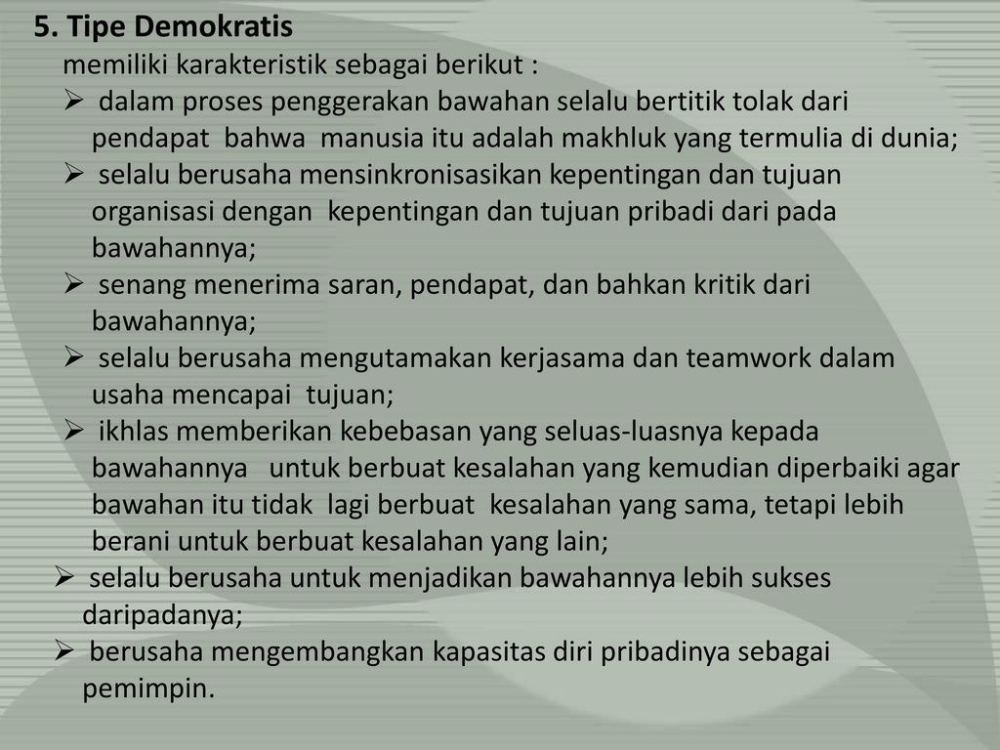 5. Tipe Demokratis
memiliki karakteristik sebagai berikut :
➢ dalam proses penggerakan bawahan selalu bertitik tolak dari
pendapat  bahwa  manusia itu adalah makhluk yang termulia di dunia;
➢ selalu berusaha mensinkronisasikan kepentingan dan tujuan
organisasi dengan  kepentingan dan tujuan pribadi dari pada
bawahannya;
➢ senang menerima saran, pendapat, dan bahkan kritik dari
bawahannya;
➢ selalu berusaha mengutamakan kerjasama dan teamwork dalam
usaha mencapai  tujuan;
➢ ikhlas memberikan kebebasan yang seluas-luasnya kepada
bawahannya   untuk berbuat kesalahan yang kemudian diperbaiki agar
bawahan itu tidak  lagi berbuat  kesalahan yang sama, tetapi lebih
berani untuk berbuat kesalahan yang lain;
➢ selalu berusaha untuk menjadikan bawahannya lebih sukses
daripadanya;
➢ berusaha mengembangkan kapasitas diri pribadinya sebagai
pemimpin.